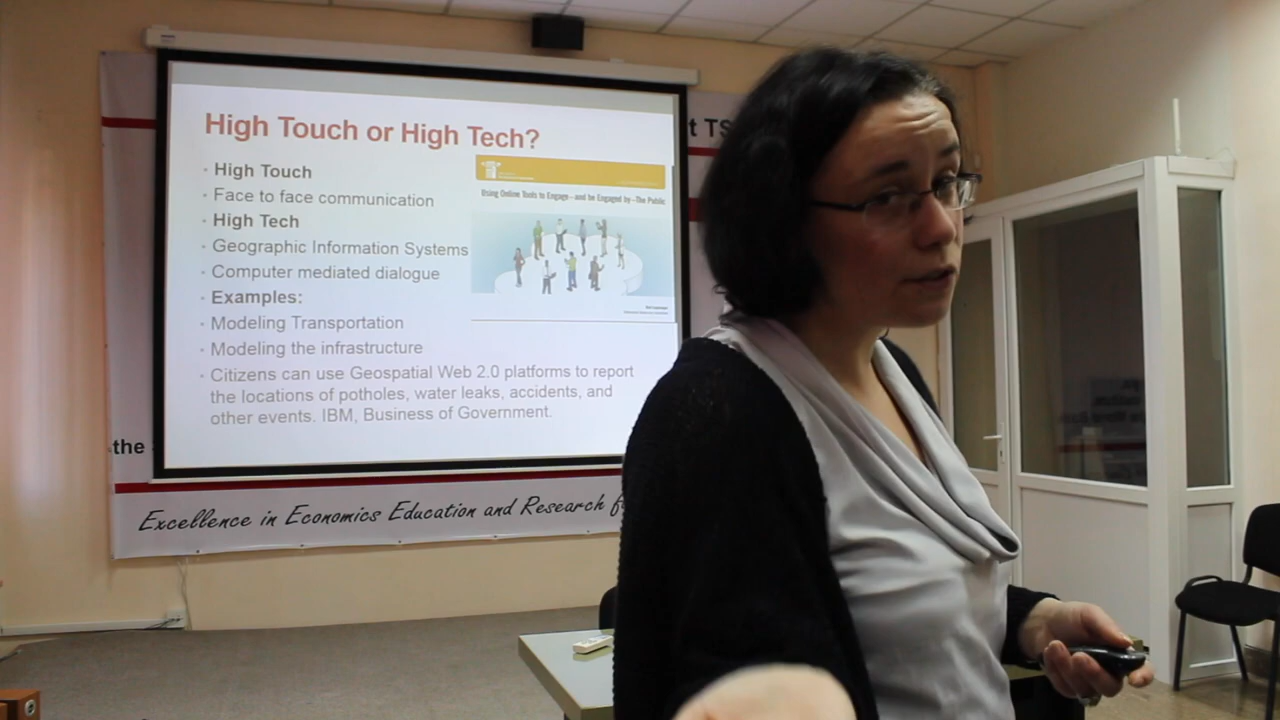 t TS
High Touch or High Tech?
• High Touch
• Face to face communication
• High Tech
• Geographic Information Systems
• Computer mediated dialogue
• Examples:
• Modeling Transportation
• Modeling the infrastructure
• Citizens can use Geospatial Web 2.0 platforms to report
the locations of potholes, water leaks, accidents, and
other events. IBM, Business of Government.
Using Online Tools to Engage—and be Engaged by—The Public
the
Excellence in Economics Education and Research f